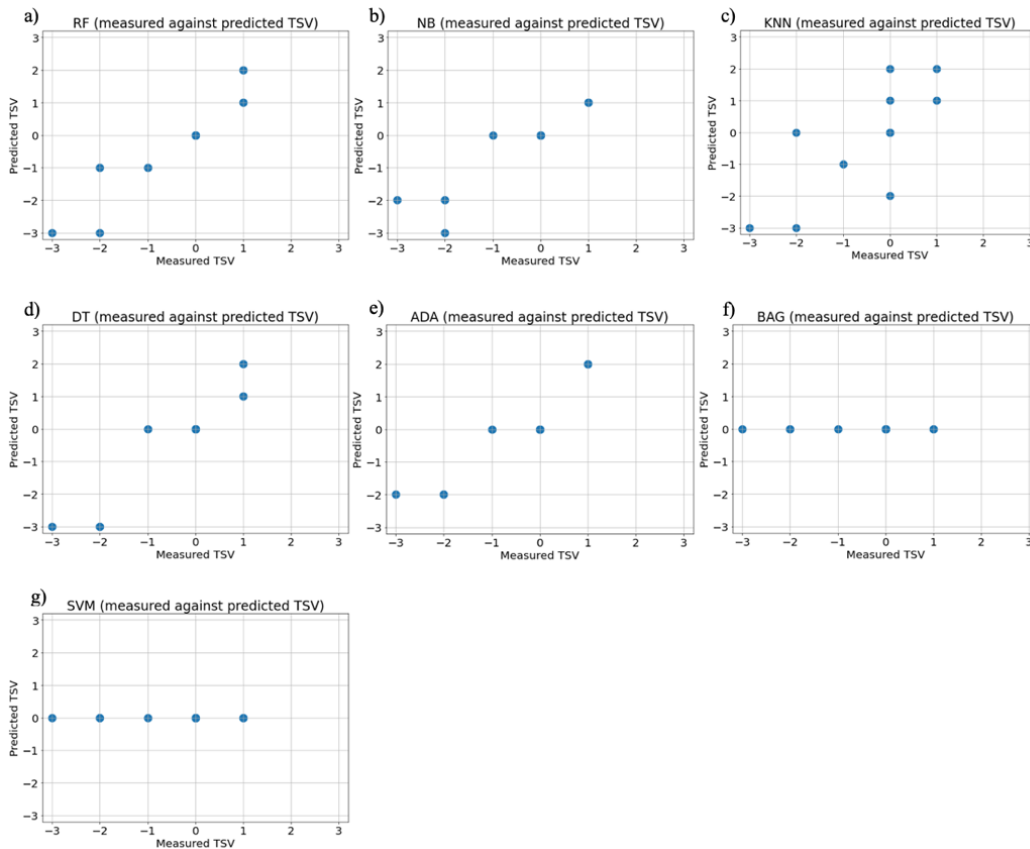 a)
RF (measured against predicted TSV)
3
2
1
0
−1
−2
−3
Predicted TSV
−3 −2 −1 0 1 2 3
Measured TSV
b)
NB (measured against predicted TSV)
3
2
1
0
−1
−2
−3
Predicted TSV
−3 −2 −1 0 1 2 3
Measured TSV
c)
KNN (measured against predicted TSV)
3
2
1
0
−1
−2
−3
Predicted TSV
−3 −2 −1 0 1 2 3
Measured TSV
d)
DT (measured against predicted TSV)
3
2
1
0
−1
−2
−3
Predicted TSV
−3 −2 −1 0 1 2 3
Measured TSV
e)
ADA (measured against predicted TSV)
3
2
1
0
−1
−2
−3
Predicted TSV
−3 −2 −1 0 1 2 3
Measured TSV
f)
BAG (measured against predicted TSV)
3
2
1
0
−1
−2
−3
Predicted TSV
−3 −2 −1 0 1 2 3
Measured TSV
g)
SVM (measured against predicted TSV)
3
2
1
0
−1
−2
−3
Predicted TSV
−3 −2 −1 0 1 2 3
Measured TSV